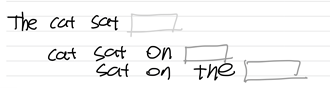 The cat sat
cat sat on
sat on the